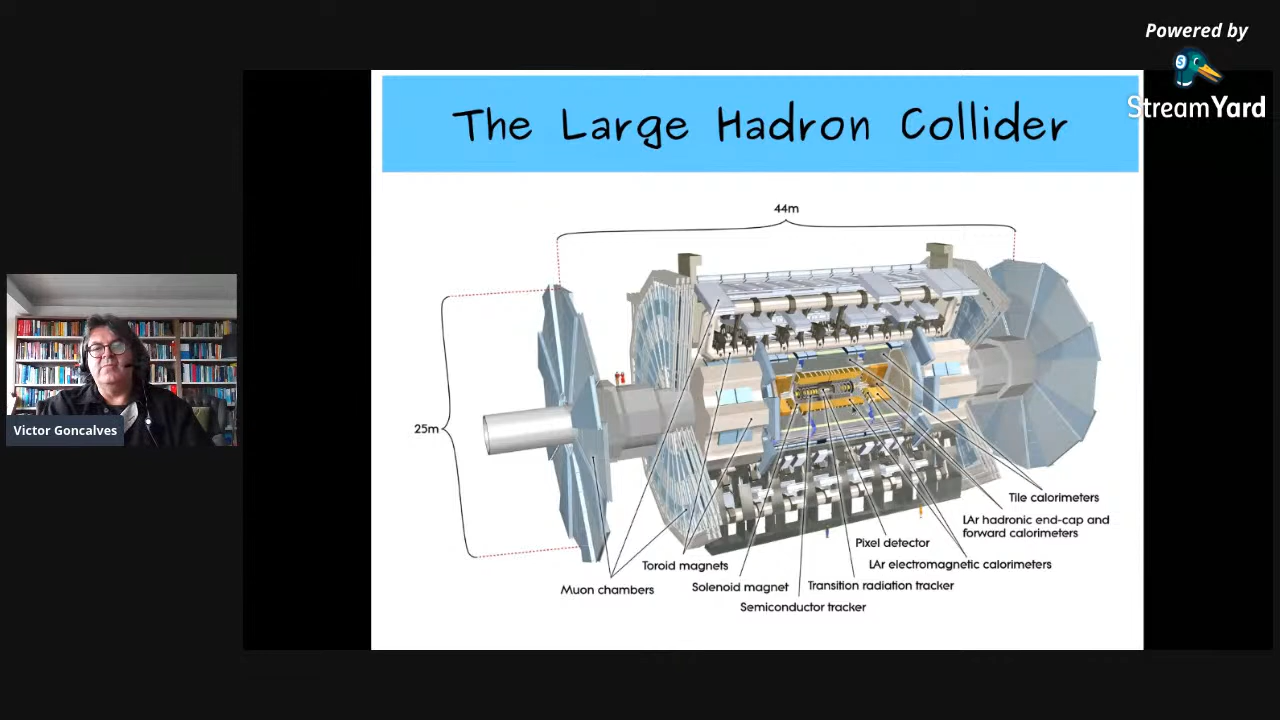 Powered by
S
StreamYard
The Large Hadron Collider
44m
25m
Victor Goncalves
Tile calorimeters
LAr hadronic end-cap and
forward calorimeters
Pixel detector
LAr electromagnetic calorimeters
Toroid magnets
Muon chambers
Solenoid magnet
Transition radiation tracker
Semiconductor tracker